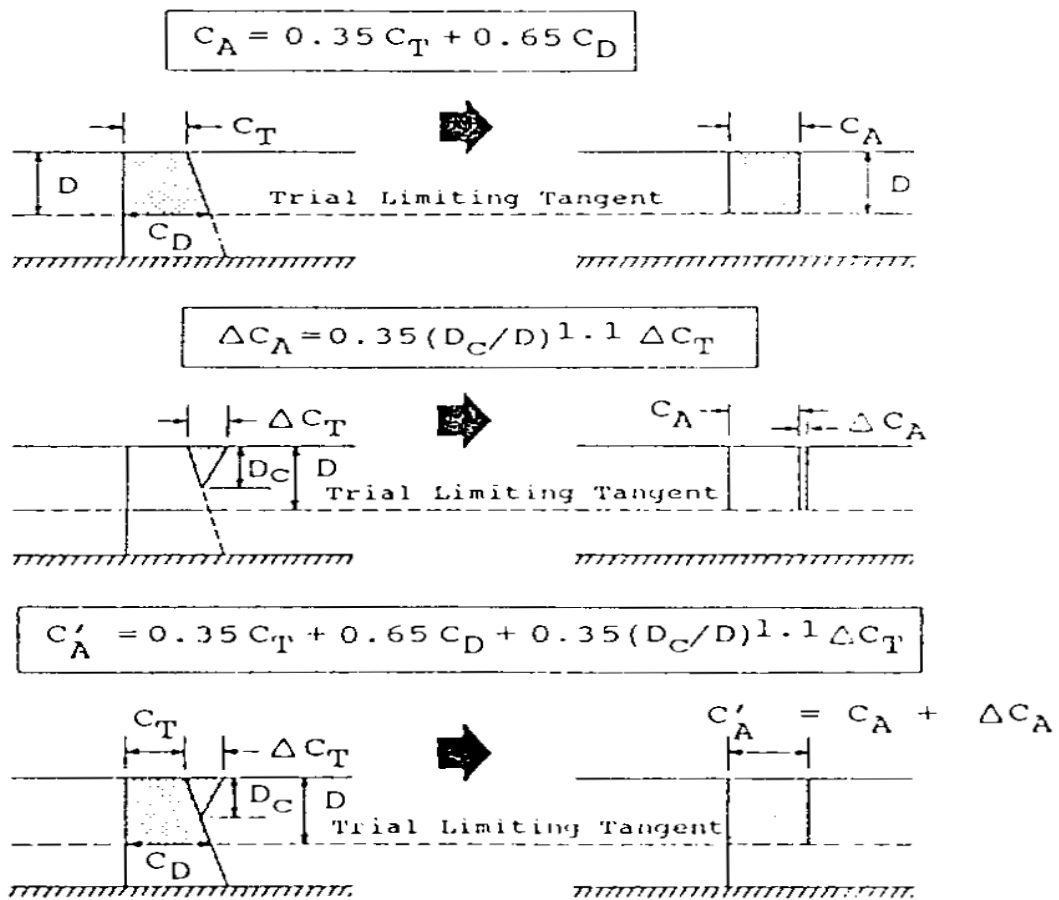 C_A = 0.35 C_T + 0.65 C_D
C_T
C_A
D
Trial Limiting Tangent
D
C_D
ΔC_A = 0.35 (D_C/D)^1.1 ΔC_T
ΔC_T
C_A
ΔC_A
D_C
D
Trial Limiting Tangent
C'_A = 0.35 C_T + 0.65 C_D + 0.35 (D_C/D)^1.1 ΔC_T
C_T
ΔC_T
C'_A = C_A + ΔC_A
D_C
D
Trial Limiting Tangent
C_D